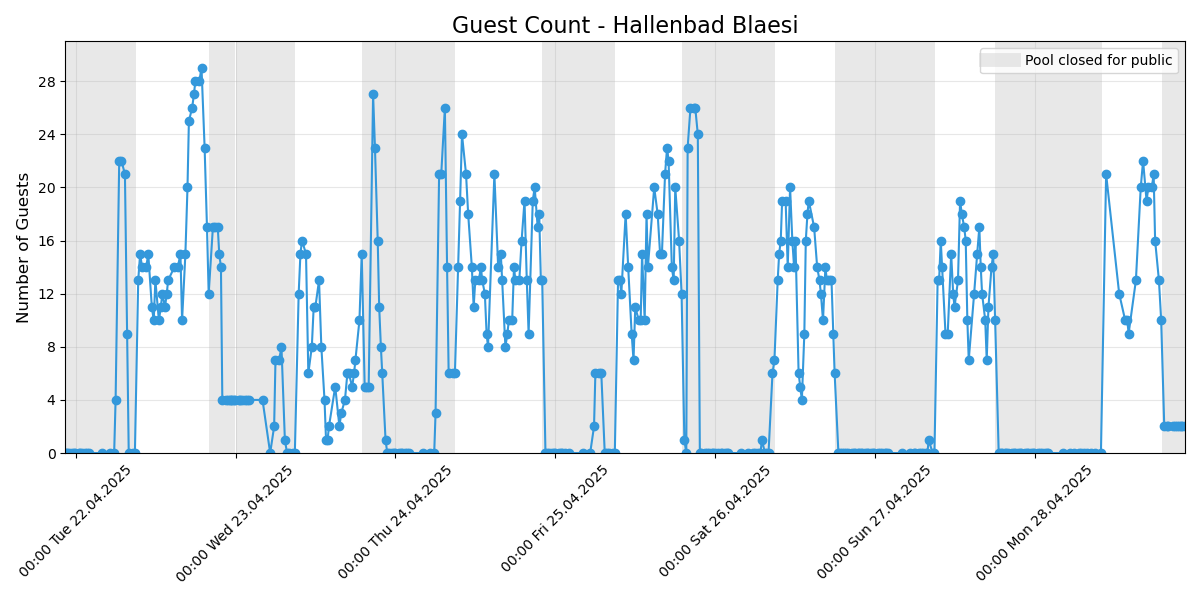 Guest Count - Hallenbad Blaesi
Pool closed for public
Number of Guests
28
24
20
16
12
8
4
0
00:00 Tue 22.04.2025
00:00 Wed 23.04.2025
00:00 Thu 24.04.2025
00:00 Fri 25.04.2025
00:00 Sat 26.04.2025
00:00 Sun 27.04.2025
00:00 Mon 28.04.2025